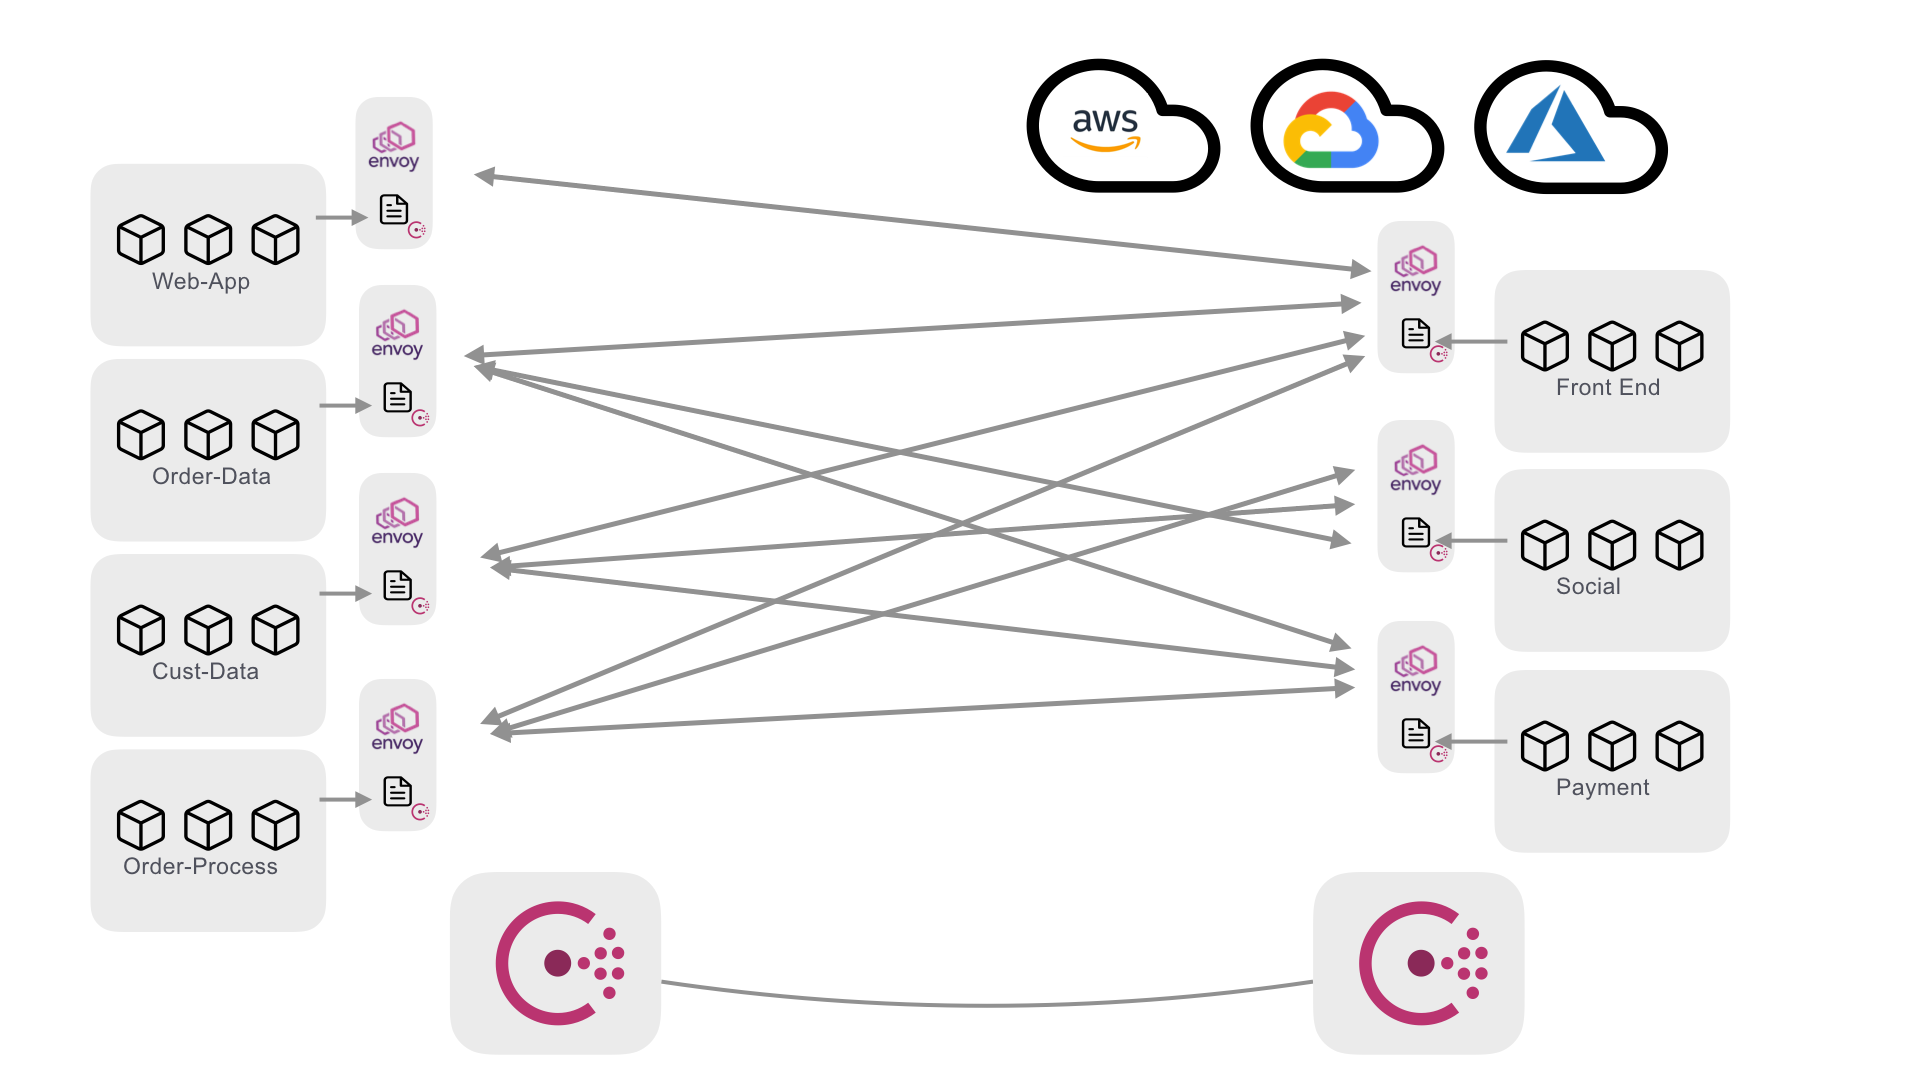 aws
envoy
Web-App
envoy
Order-Data
envoy
Cust-Data
envoy
Order-Process
envoy
Front End
envoy
Social
envoy
Payment